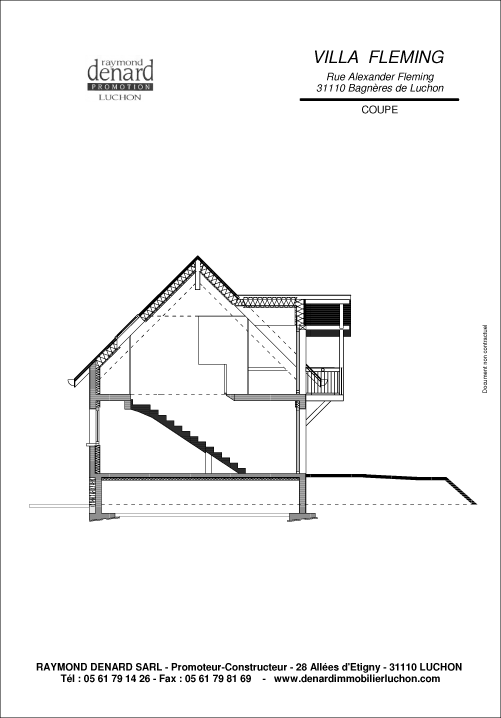 raymond
denard
PROMOTION
LUCHON
VILLA FLEMING
Rue Alexander Fleming
31110 Bagnères de Luchon
COUPE
Document non contractuel
RAYMOND DENARD SARL - Promoteur-Constructeur - 28 Allées d'Etigny - 31110 LUCHON
Tél : 05 61 79 14 26 - Fax : 05 61 79 81 69 - www.denardimmobilierluchon.com